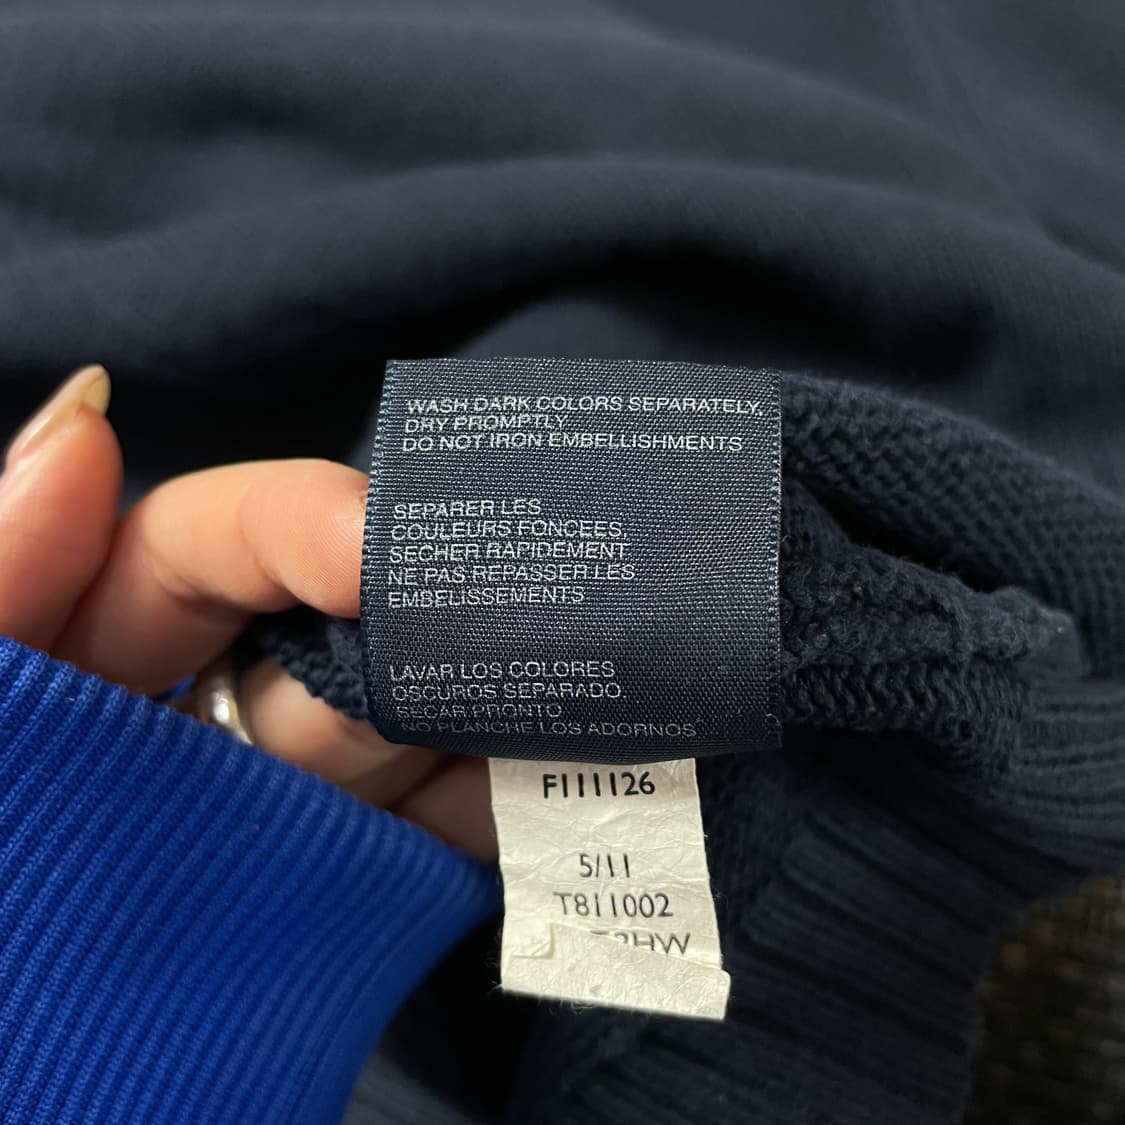 WASH DARK COLORS SEPARATELY,
DRY PROMPTLY
DO NOT IRON EMBELLISHMENTS
SEPARER LES
COULEURS FONCEES,
SECHER RAPIDEMENT
NE PAS REPASSER LES
EMBELISSEMENTS
LAVAR LOS COLORES
OSCUROS SEPARADO
SECAR PRONTO
NO PLANCHE LOS ADORNOS
F111126
5/11
T811002